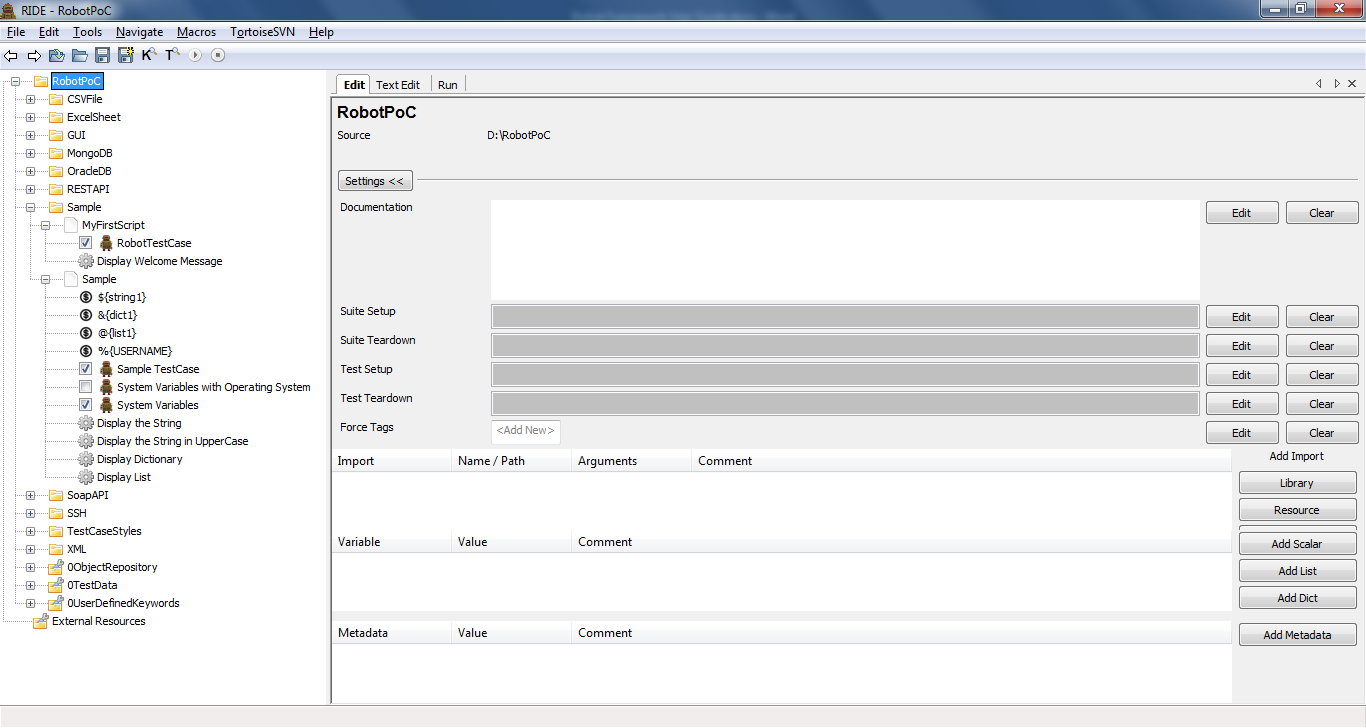 RIDE - RobotPoC
File Edit Tools Navigate Macros TortoiseSVN Help
K T
RobotPoC
CSVFile
ExcelSheet
GUI
MongoDB
OracleDB
RESTAPI
Sample
MyFirstScript
RobotTestCase
Display Welcome Message
Sample
${string1}
&{dict1}
@{list1}
%{USERNAME}
Sample TestCase
System Variables with Operating System
System Variables
Display the String
Display the String in UpperCase
Display Dictionary
Display List
SoapAPI
SSH
TestCaseStyles
XML
0ObjectRepository
0TestData
0UserDefinedKeywords
External Resources
Edit Text Edit Run
RobotPoC
Source D:\RobotPoC
Settings <<
Documentation Edit Clear
Suite Setup Edit Clear
Suite Teardown Edit Clear
Test Setup Edit Clear
Test Teardown Edit Clear
Force Tags <Add New> Edit Clear
Import Name / Path Arguments Comment Add Import
Library
Resource
Variable Value Comment Add Scalar
Add List
Add Dict
Metadata Value Comment Add Metadata